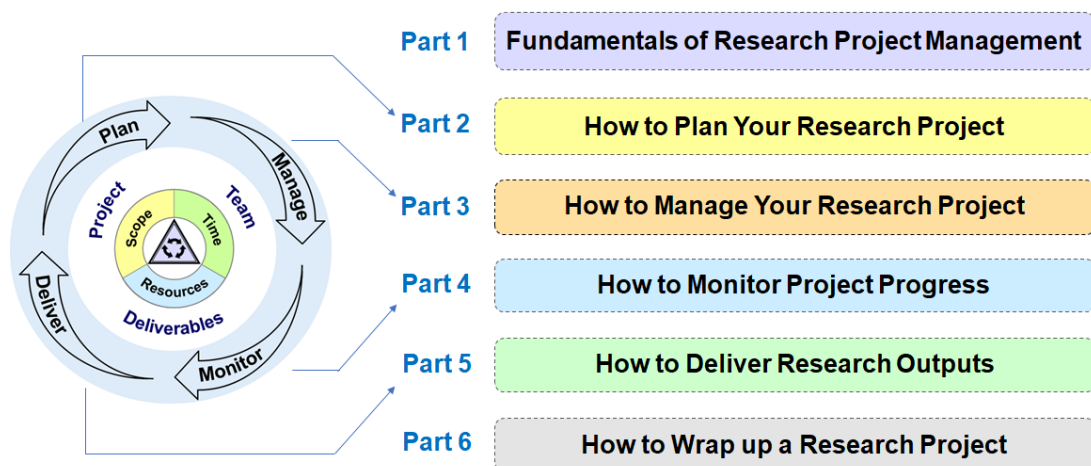 Plan
Manage
Monitor
Deliver
Project
Team
Deliverables
Scope
Time
Resources
Part 1
Fundamentals of Research Project Management
Part 2
How to Plan Your Research Project
Part 3
How to Manage Your Research Project
Part 4
How to Monitor Project Progress
Part 5
How to Deliver Research Outputs
Part 6
How to Wrap up a Research Project